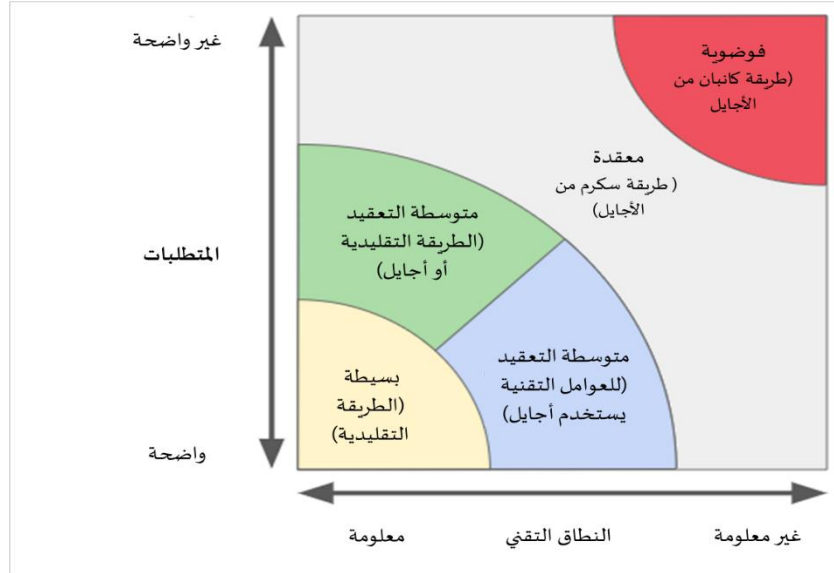 غير واضحة
فوضوية
(طريقة كانبان من
الأجايل
معقدة
( طريقة سكرم من
الأجايل)
متوسطة التعقيد
(الطريقة التقليدية
أو أجايل)
المتطلبات
متوسطة التعقيد
(للعوامل التقنية
يستخدم أجايل)
بسيطة
(الطريقة
التقليدية)
واضحة
غير معلومة
النطاق التقني
معلومة